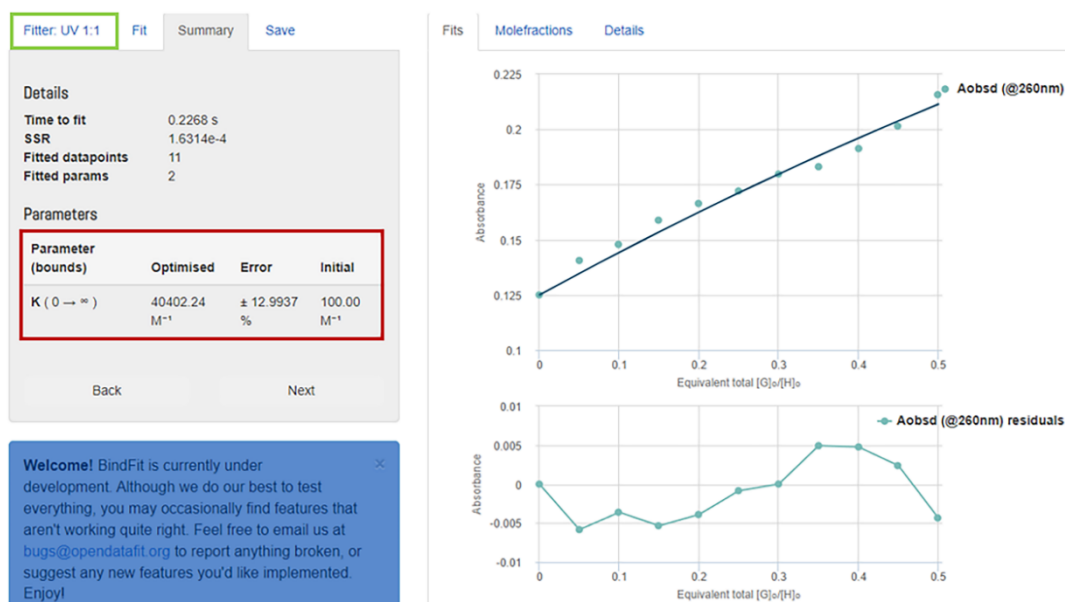 Fitter: UV 1:1 Fit Summary Save
Details
Time to fit 0.2268 s
SSR 1.6314e-4
Fitted datapoints 11
Fitted params 2
Parameters
Parameter
(bounds) Optimised Error Initial
K ( 0 → ∞ ) 40402.24 ± 12.9937 100.00
M⁻¹ % M⁻¹
Back Next
Welcome! BindFit is currently under ×
development. Although we do our best to test
everything, you may occasionally find features that
aren't working quite right. Feel free to email us at
bugs@opendatafit.org to report anything broken, or
suggest any new features you'd like implemented.
Enjoy!
Fits Molefractions Details
0.225
0.2
0.175
0.15
0.125
0.1
Absorbance
0 0.1 0.2 0.3 0.4 0.5
Equivalent total [G]₀/[H]₀
Aobsd (@260nm)
0.01
0.005
0
-0.005
-0.01
Absorbance
0 0.1 0.2 0.3 0.4 0.5
Equivalent total [G]₀/[H]₀
Aobsd (@260nm) residuals